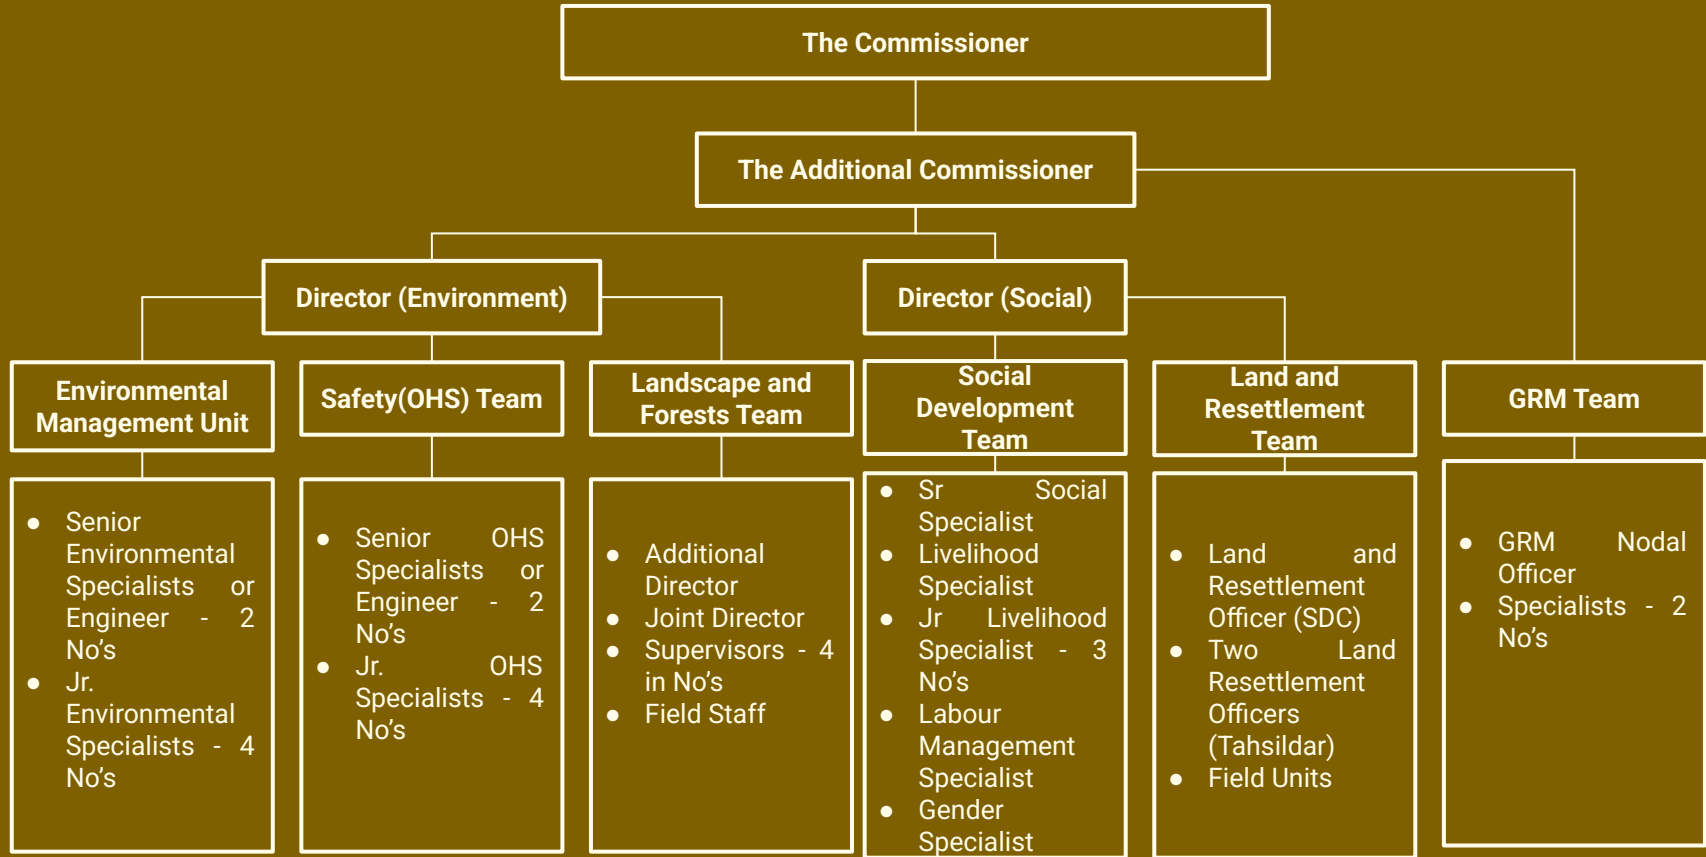 The Commissioner
The Additional Commissioner
Director (Environment)
Director (Social)
Environmental
Management Unit
Safety(OHS) Team
Landscape and
Forests Team
Social
Development
Team
Land and
Resettlement
Team
GRM Team
● Senior
Environmental
Specialists or
Engineer - 2
No’s
● Jr.
Environmental
Specialists - 4
No’s
● Senior OHS
Specialists or
Engineer - 2
No’s
● Jr. OHS
Specialists - 4
No’s
● Additional
Director
● Joint Director
● Supervisors - 4
in No’s
● Field Staff
● Sr Social
Specialist
● Livelihood
Specialist
● Jr Livelihood
Specialist - 3
No’s
● Labour
Management
Specialist
● Gender
Specialist
● Land and
Resettlement
Officer (SDC)
● Two Land
Resettlement
Officers
(Tahsildar)
● Field Units
● GRM Nodal
Officer
● Specialists - 2
No’s